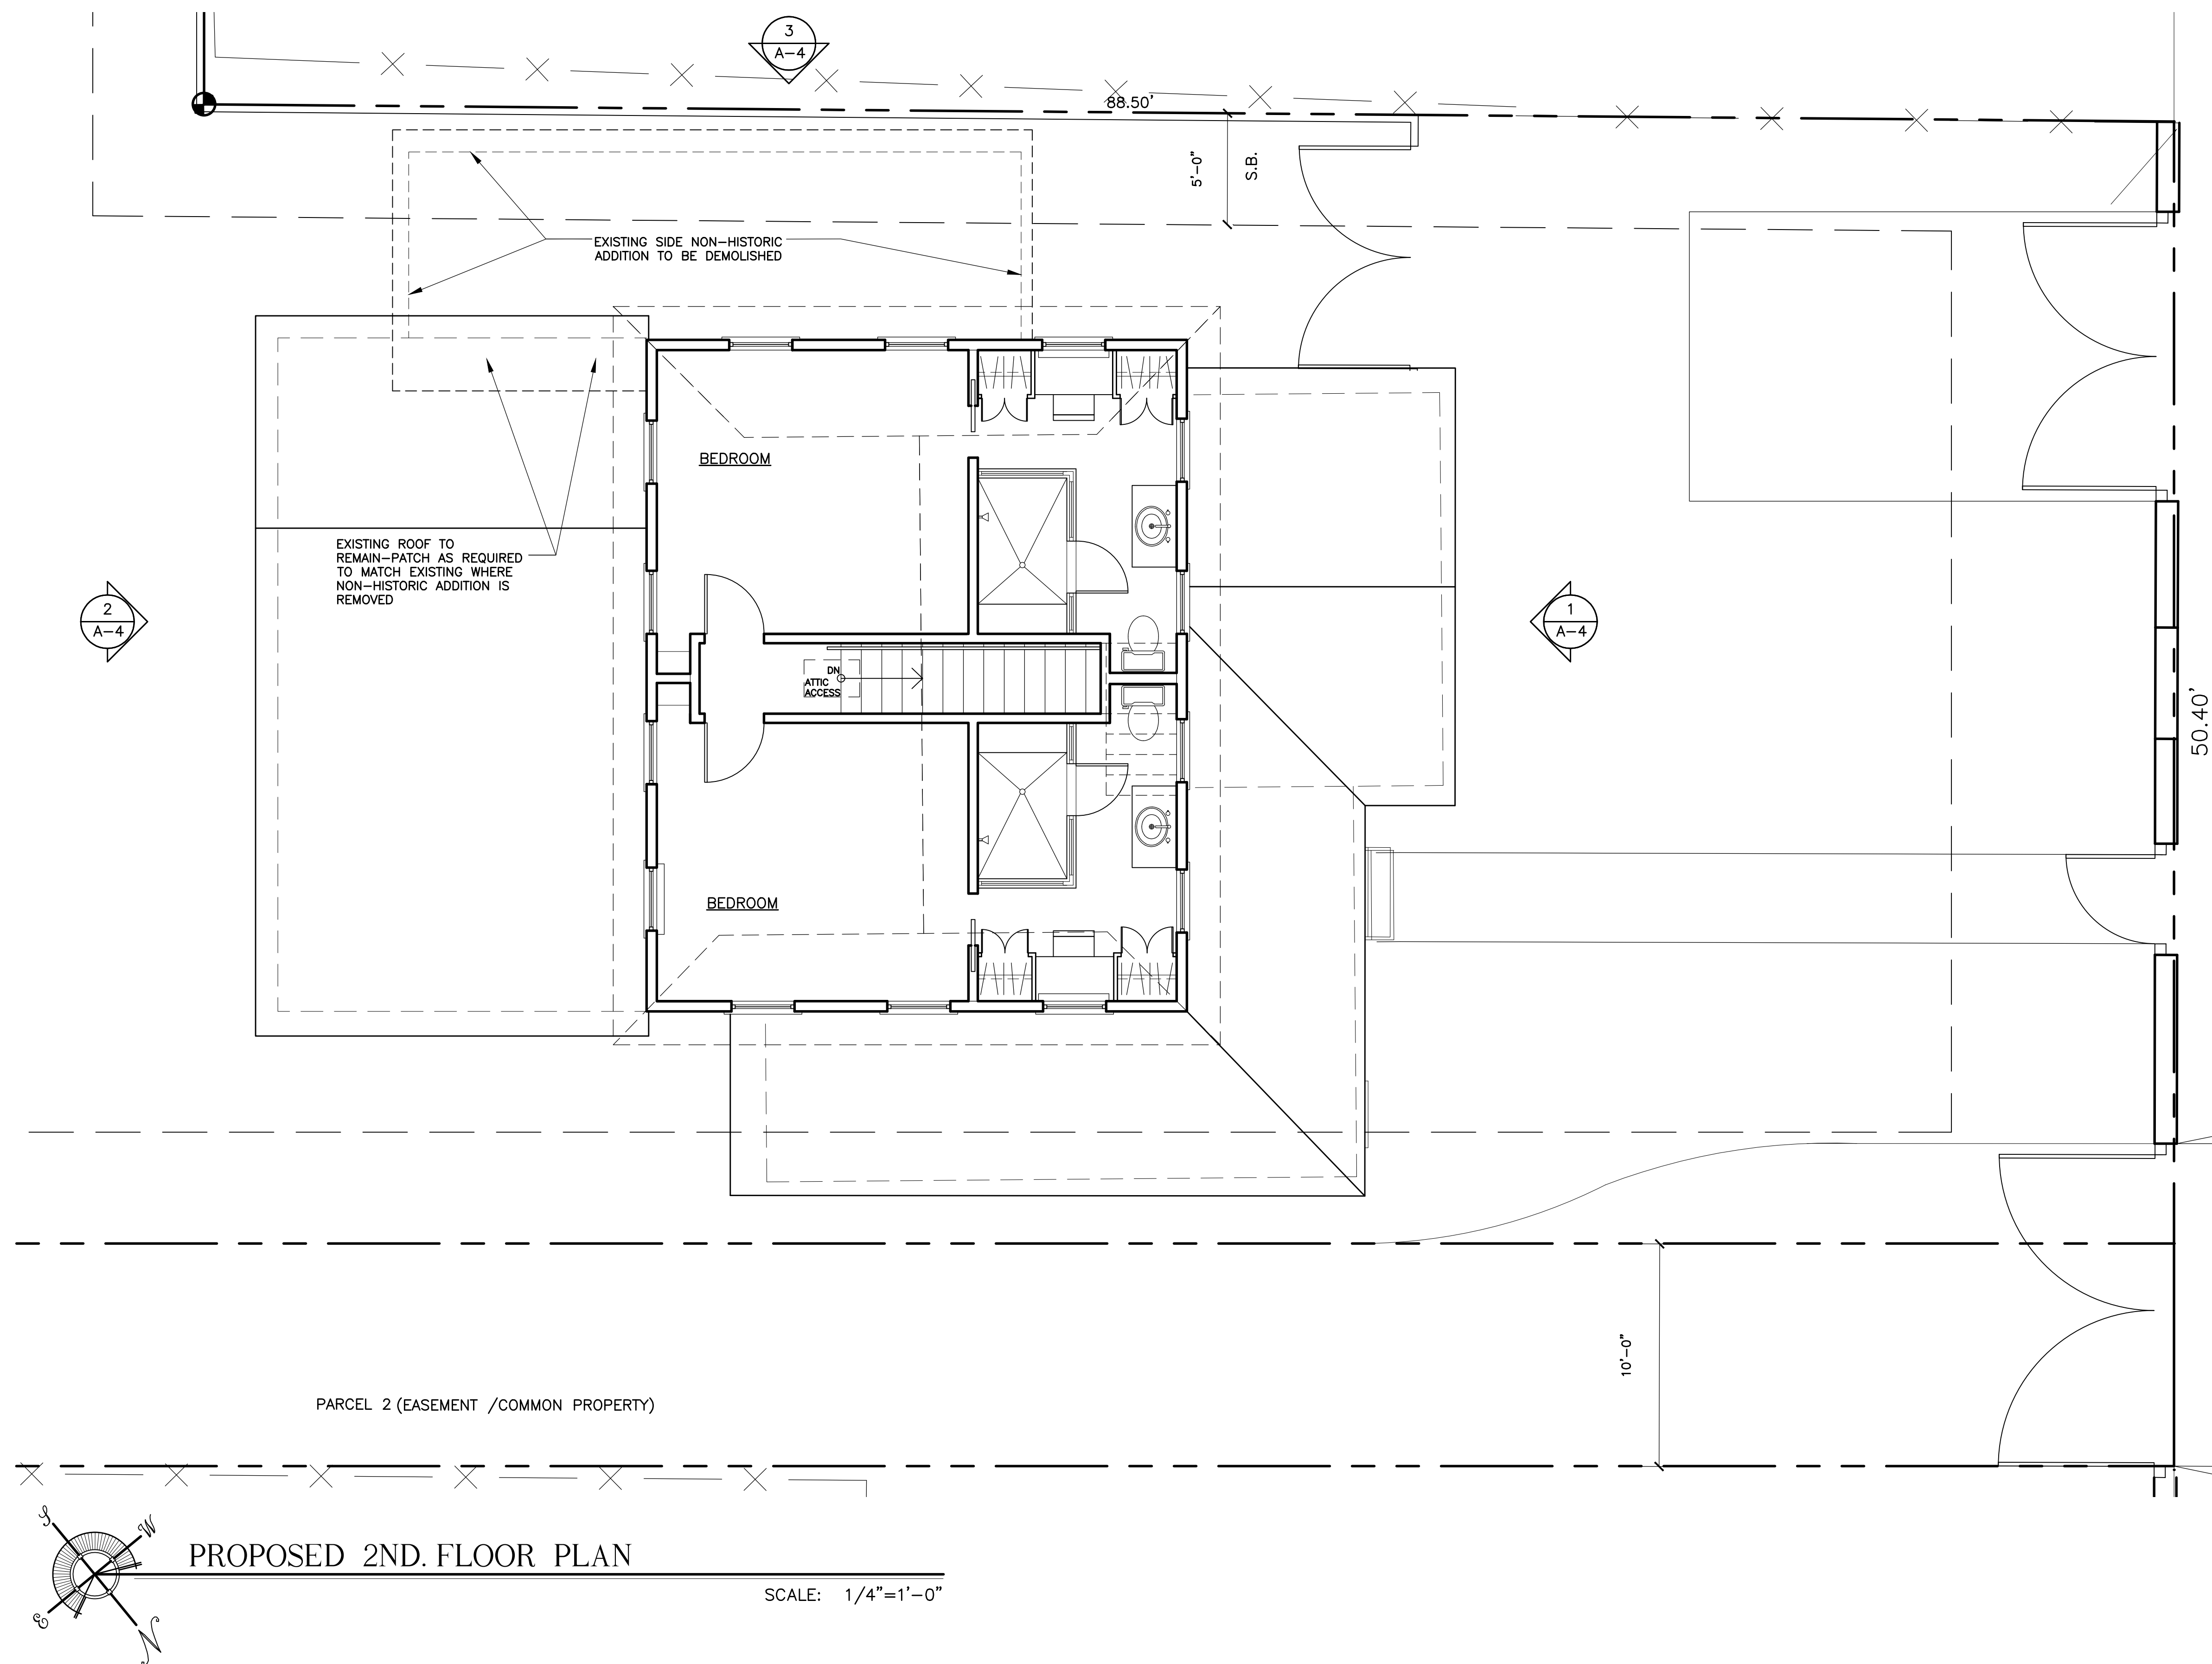 3
A-4
88.50'
5'-0"
S.B.
EXISTING SIDE NON-HISTORIC
ADDITION TO BE DEMOLISHED
BEDROOM
EXISTING ROOF TO
REMAIN-PATCH AS REQUIRED
TO MATCH EXISTING WHERE
NON-HISTORIC ADDITION IS
REMOVED
2
A-4
1
A-4
DN
ATTIC
ACCESS
50.40'
BEDROOM
10'-0"
PARCEL 2 (EASEMENT /COMMON PROPERTY)
S
W
E
N
PROPOSED 2ND. FLOOR PLAN
SCALE: 1/4"=1'-0"